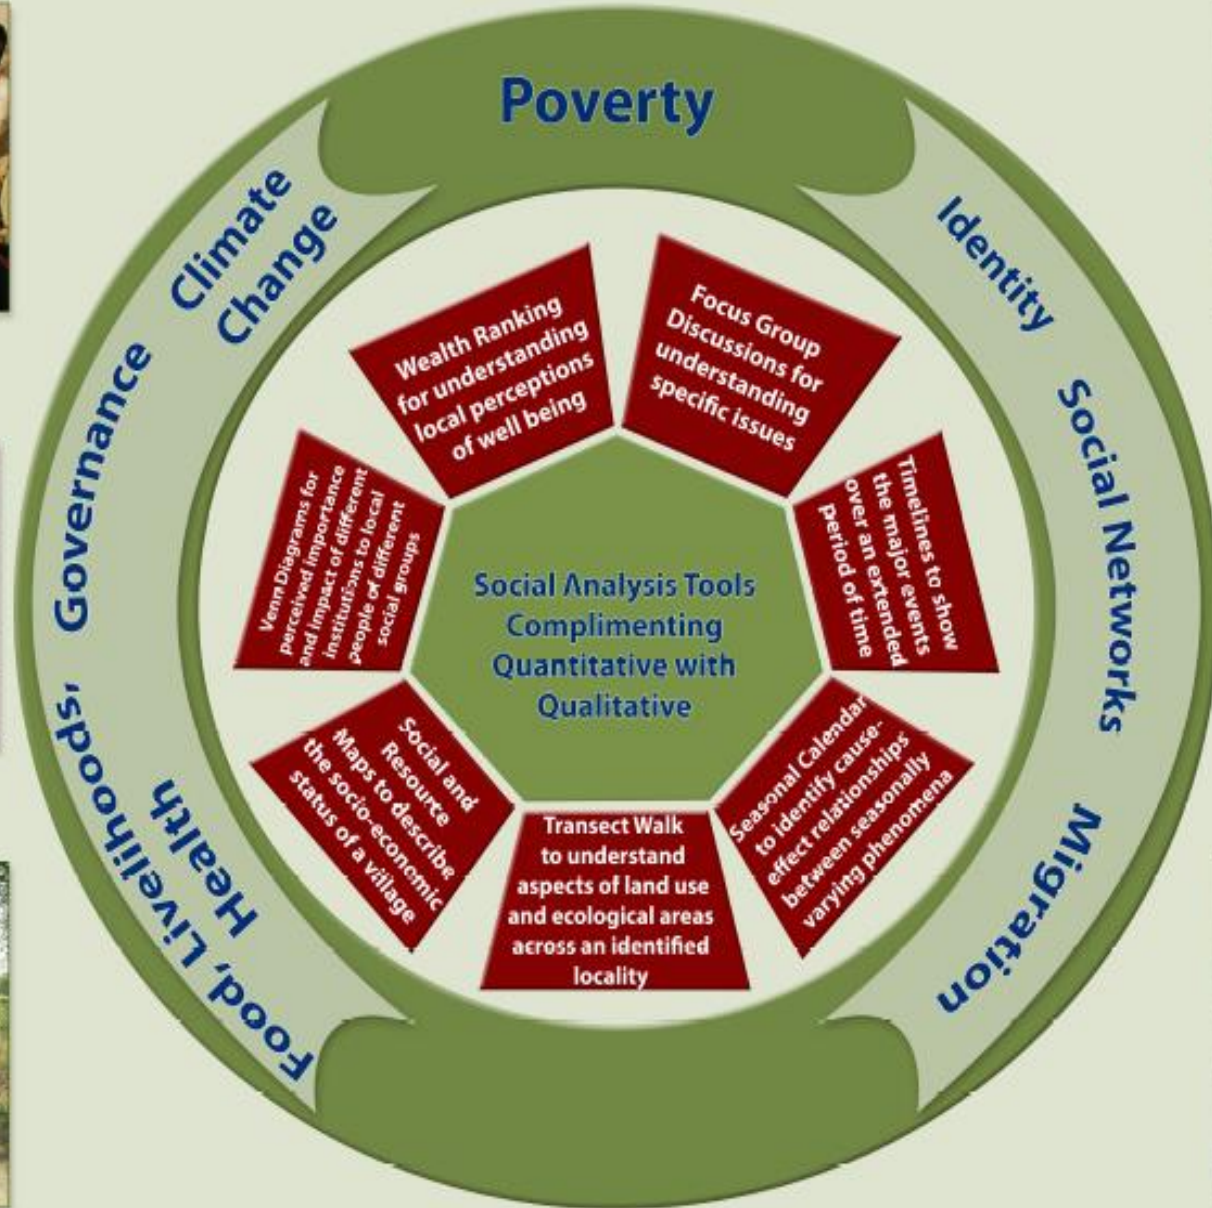 Poverty
Identity
Social Networks
Migration
Climate
Change
Governance
Food, Livelihoods,
Health
Focus Group
Discussions for
understanding
specific issues
Timelines to show
the major events
over an extended
period of time
Seasonal Calendar
to identify cause-
effect relationships
between seasonally
varying phenomena
Transect Walk
to understand
aspects of land use
and ecological areas
across an identified
locality
Social and
Resource
Maps to describe
the socio-economic
status of a village
Venn Diagrams for
perceived importance
and impact of different
institutions to local
people of different
social groups
Wealth Ranking
for understanding
local perceptions
of well being
Social Analysis Tools
Complimenting
Quantitative with
Qualitative